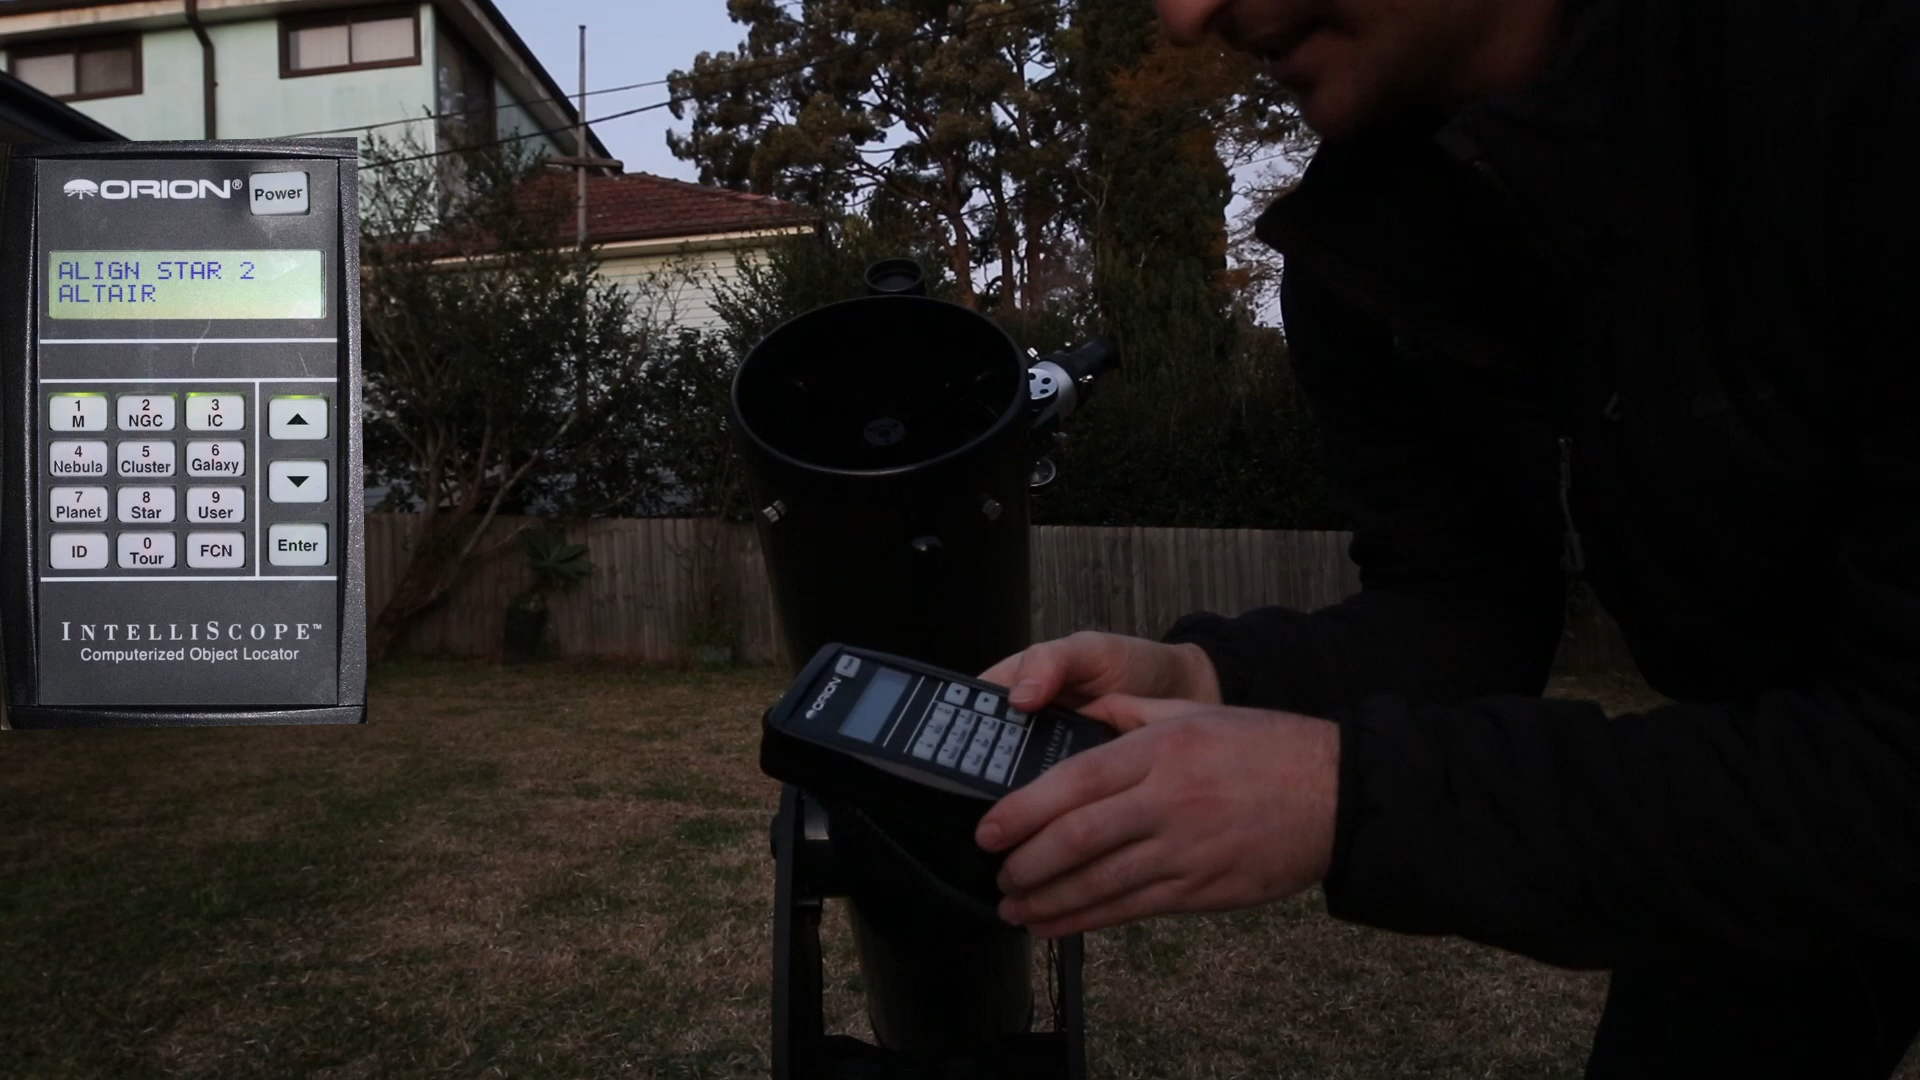 ORION®
Power
ALIGN STAR 2
ALTAIR
1 2 3
M NGC IC
4 5 6
Nebula Cluster Galaxy
7 8 9
Planet Star User
ID 0 FCN Enter
Tour
INTELLISCOPE™
Computerized Object Locator
ORION